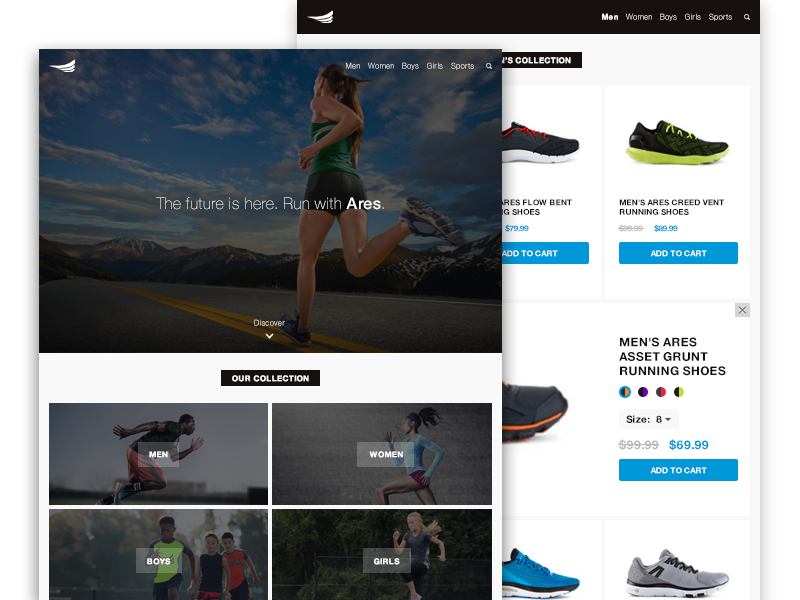 Men Women Boys Girls Sports
'S COLLECTION
ARES FLOW BENT
G SHOES
$79.99
ADD TO CART
MEN'S ARES CREED VENT
RUNNING SHOES
$99.99 $89.99
ADD TO CART
MEN'S ARES
ASSET GRUNT
RUNNING SHOES
Size: 8
$99.99 $69.99
ADD TO CART
Men Women Boys Girls Sports
The future is here. Run with Ares.
Discover
OUR COLLECTION
MEN
WOMEN
BOYS
GIRLS